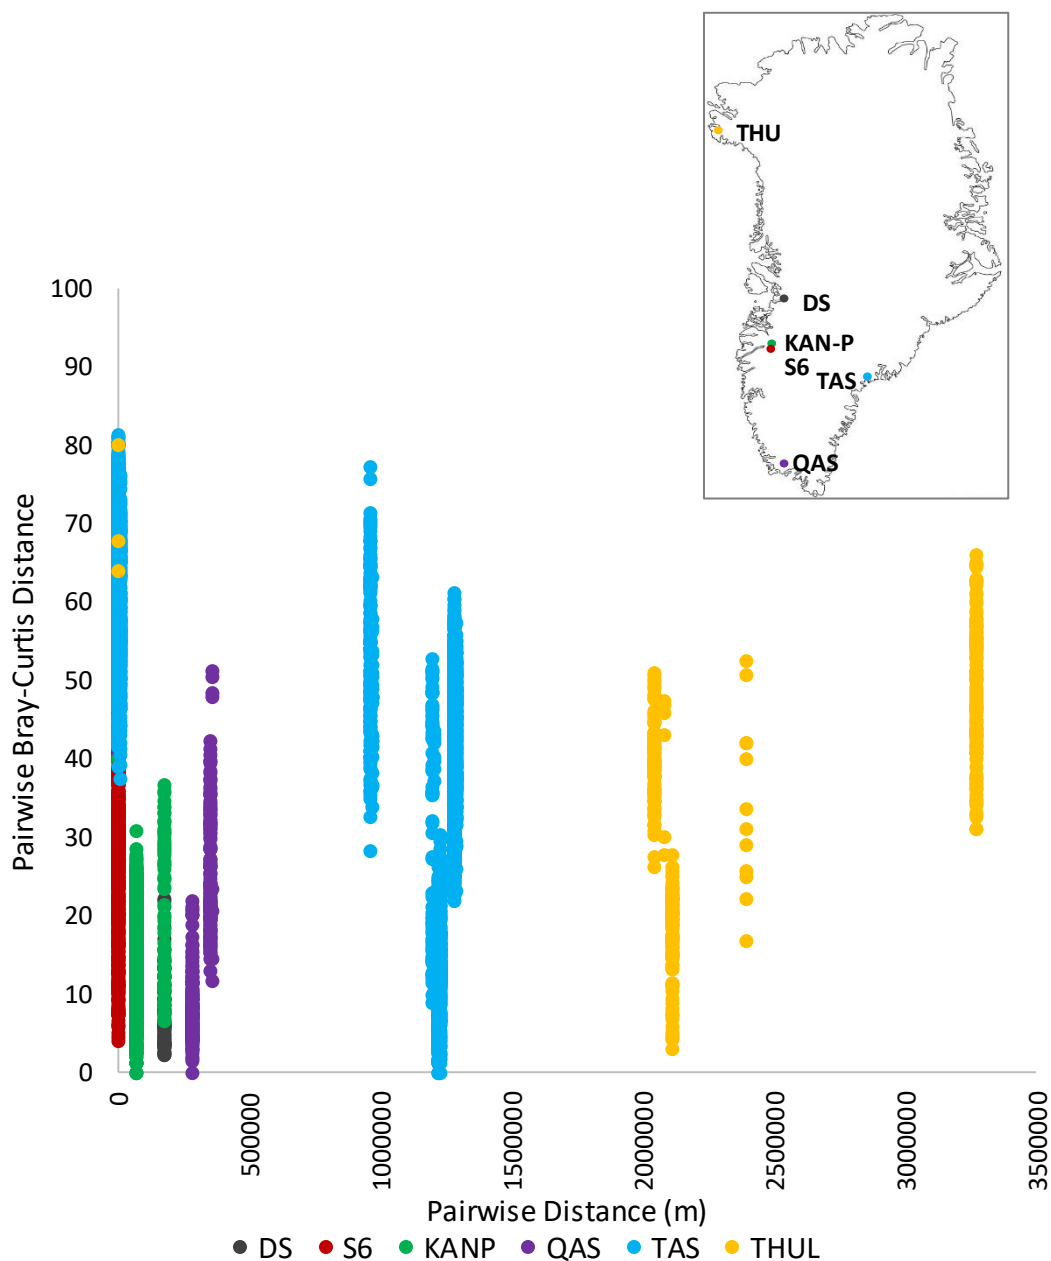 THU
DS
KAN-P
S6
TAS
QAS
100
90
80
70
60
50
40
30
20
10
0
Pairwise Bray-Curtis Distance
0
500000
1000000
1500000
2000000
2500000
3000000
3500000
Pairwise Distance (m)
DS S6 KANP QAS TAS THUL